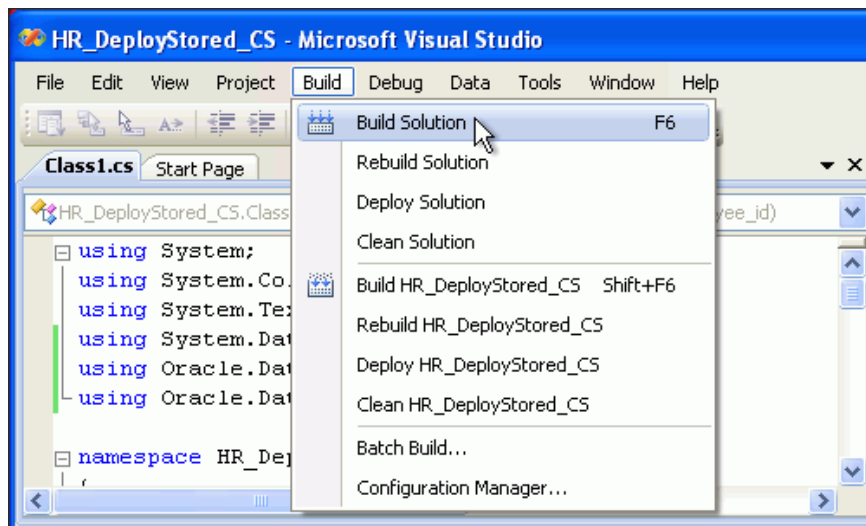 HR_DeployStored_CS - Microsoft Visual Studio
File Edit View Project Build Debug Data Tools Window Help
Build Solution F6
Rebuild Solution
Deploy Solution
Clean Solution
Build HR_DeployStored_CS Shift+F6
Rebuild HR_DeployStored_CS
Deploy HR_DeployStored_CS
Clean HR_DeployStored_CS
Batch Build...
Configuration Manager...
Class1.cs Start Page
HR_DeployStored_CS.Class yee_id)
using System;
using System.Co
using System.Te
using System.Dat
using Oracle.Dat
using Oracle.Dat
namespace HR_Dep